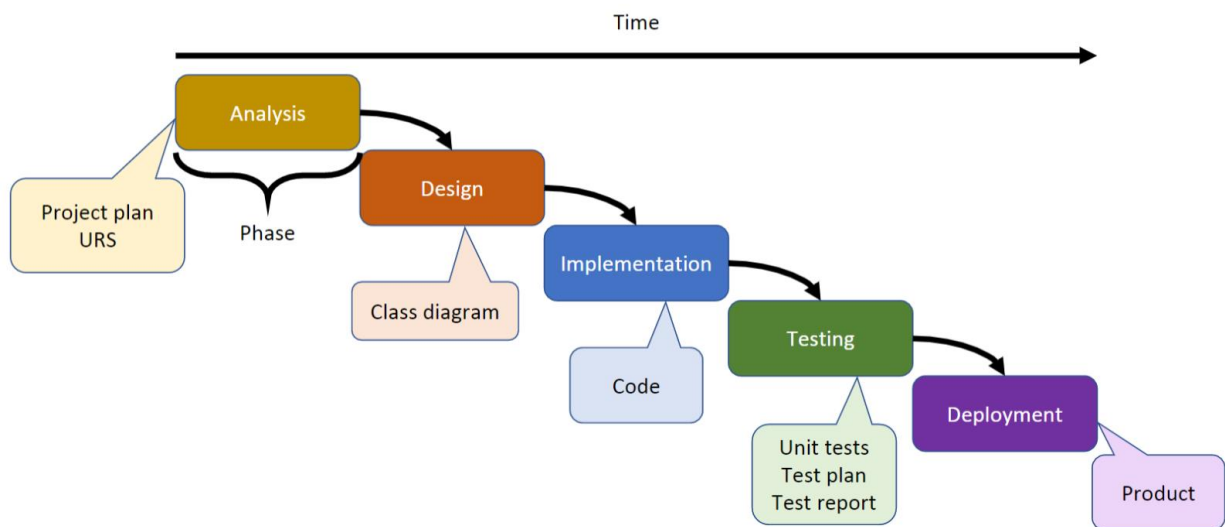 Time
Analysis
Project plan
URS
Phase
Design
Class diagram
Implementation
Code
Testing
Unit tests
Test plan
Test report
Deployment
Product